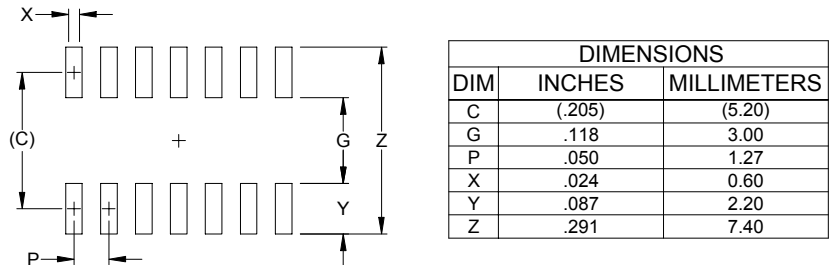 X
(C)
G
Z
Y
P
DIMENSIONS
DIM INCHES MILLIMETERS
C (.205) (5.20)
G .118 3.00
P .050 1.27
X .024 0.60
Y .087 2.20
Z .291 7.40